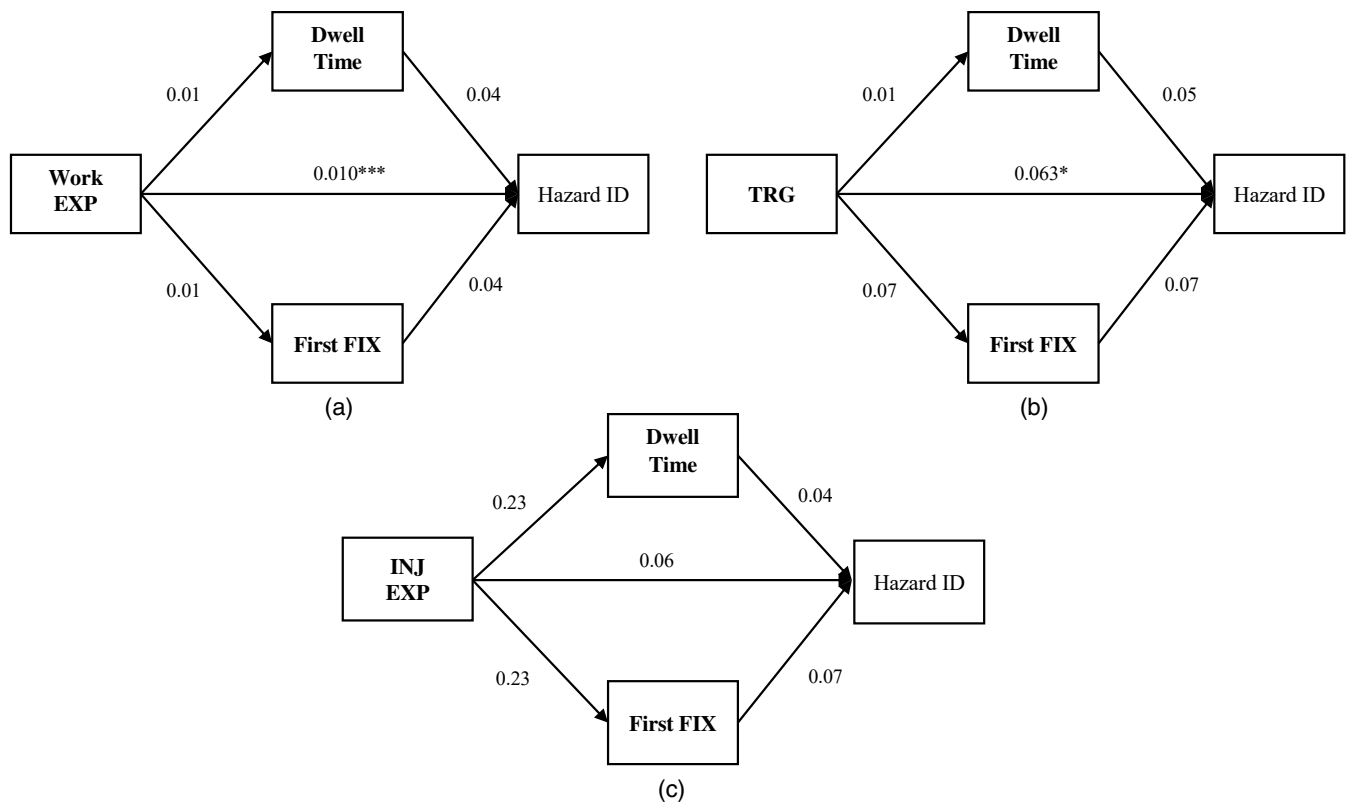 Dwell
Time
0.01
0.04
Work
EXP
0.010***
Hazard ID
0.01
0.04
First FIX
(a)
Dwell
Time
0.01
0.05
TRG
0.063*
Hazard ID
0.07
0.07
First FIX
(b)
Dwell
Time
0.23
0.04
INJ
EXP
0.06
Hazard ID
0.23
0.07
First FIX
(c)